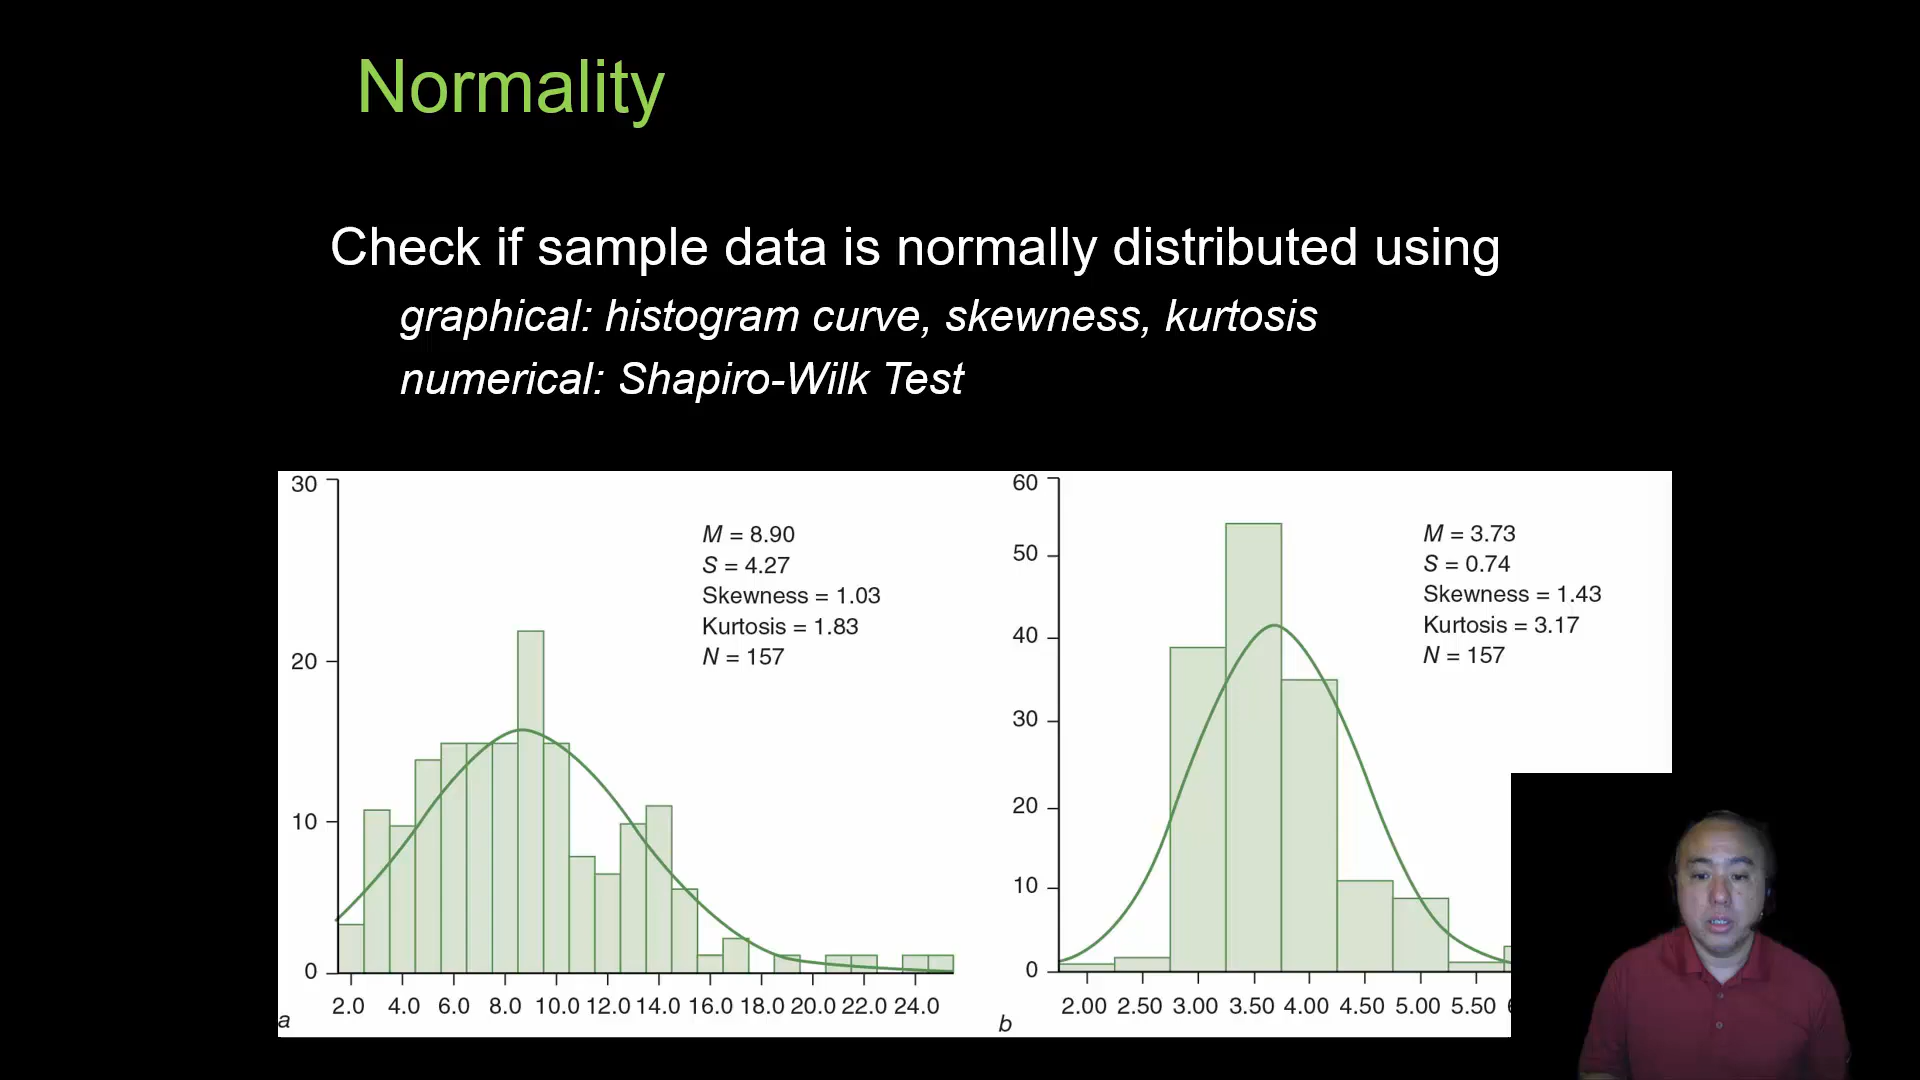 Normality
Check if sample data is normally distributed using
graphical: histogram curve, skewness, kurtosis
numerical: Shapiro-Wilk Test
30
20
10
0
M = 8.90
S = 4.27
Skewness = 1.03
Kurtosis = 1.83
N = 157
2.0 4.0 6.0 8.0 10.0 12.0 14.0 16.0 18.0 20.0 22.0 24.0
a
60
50
40
30
20
10
0
M = 3.73
S = 0.74
Skewness = 1.43
Kurtosis = 3.17
N = 157
2.00 2.50 3.00 3.50 4.00 4.50 5.00 5.50
b